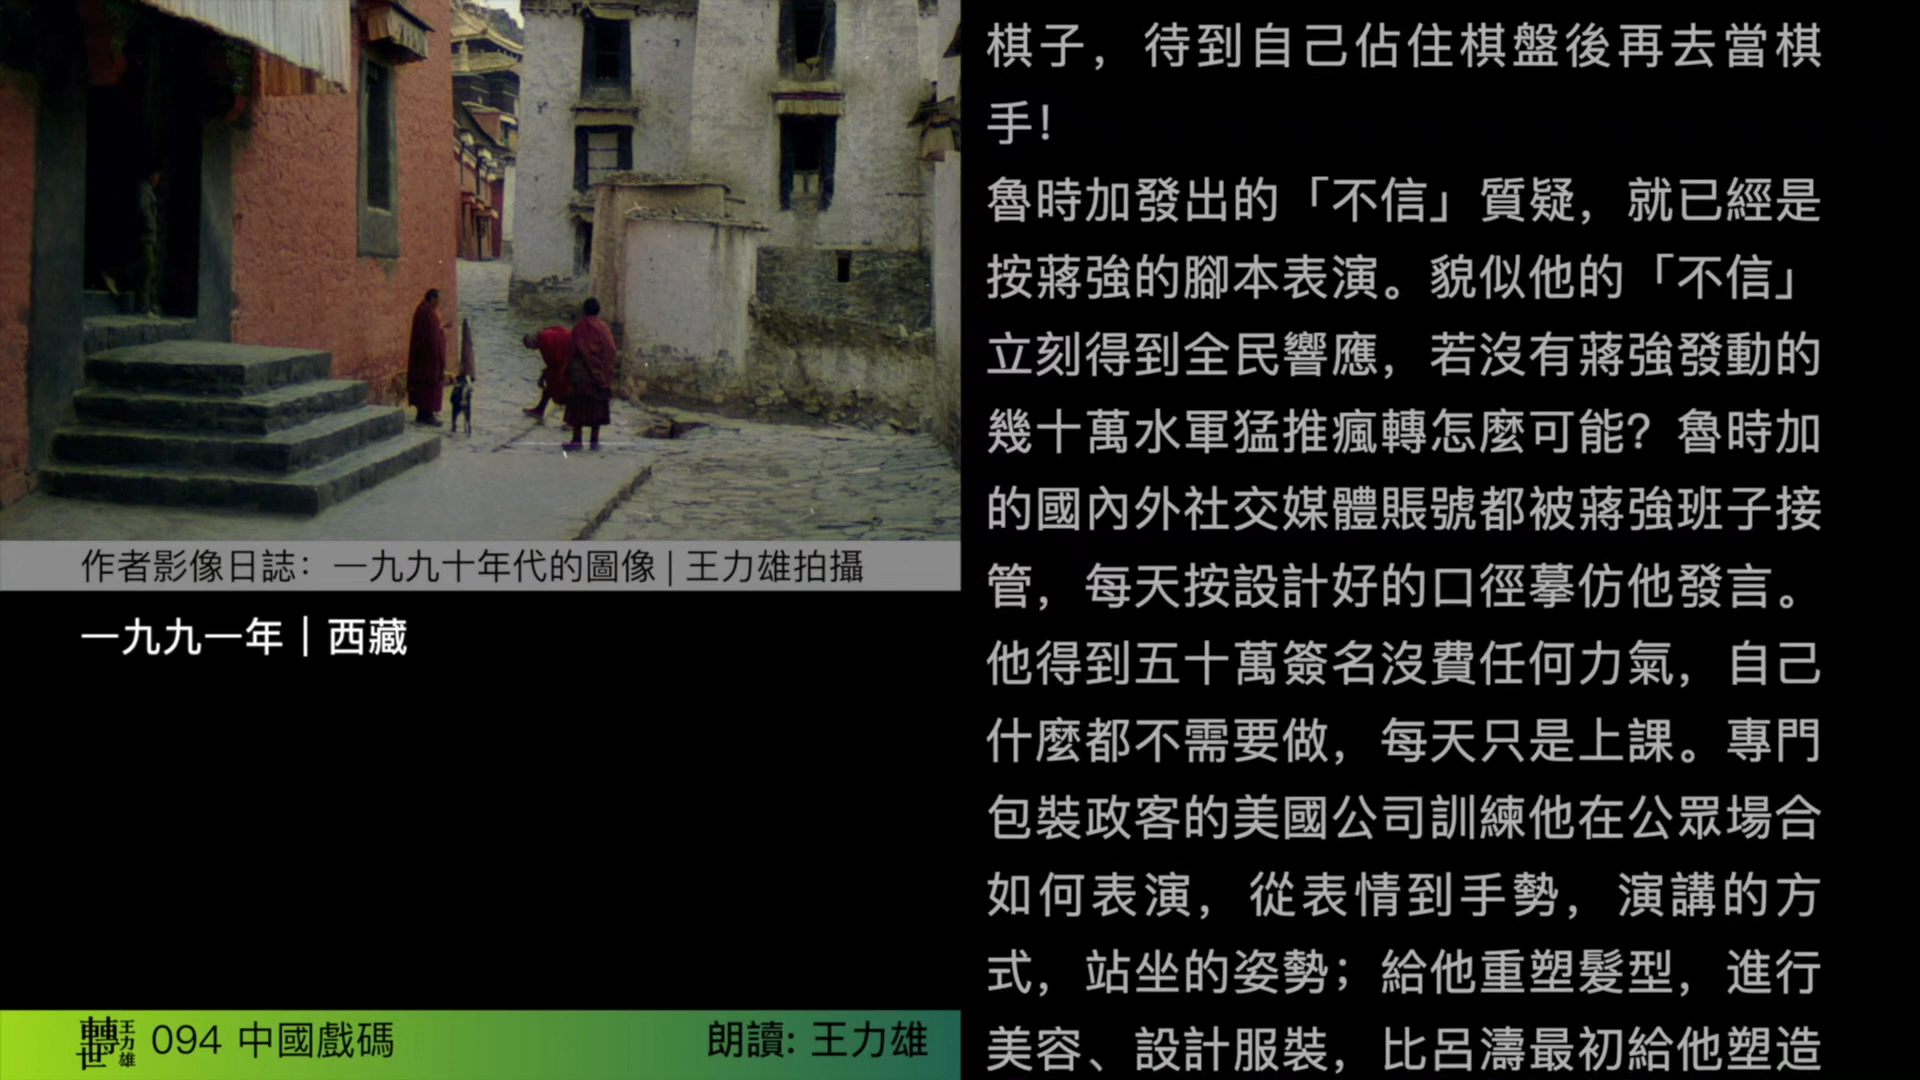 作者影像日誌：一九九十年代的圖像 | 王力雄拍攝
一九九一年｜西藏
轉世
王力雄
094 中國戲碼
朗讀: 王力雄
棋子，待到自己佔住棋盤後再去當棋
手！
魯時加發出的「不信」質疑，就已經是
按蔣強的腳本表演。貌似他的「不信」
立刻得到全民響應，若沒有蔣強發動的
幾十萬水軍猛推瘋轉怎麼可能？魯時加
的國內外社交媒體賬號都被蔣強班子接
管，每天按設計好的口徑摹仿他發言。
他得到五十萬簽名沒費任何力氣，自己
什麼都不需要做，每天只是上課。專門
包裝政客的美國公司訓練他在公眾場合
如何表演，從表情到手勢，演講的方
式，站坐的姿勢；給他重塑髮型，進行
美容、設計服裝，比呂濤最初給他塑造